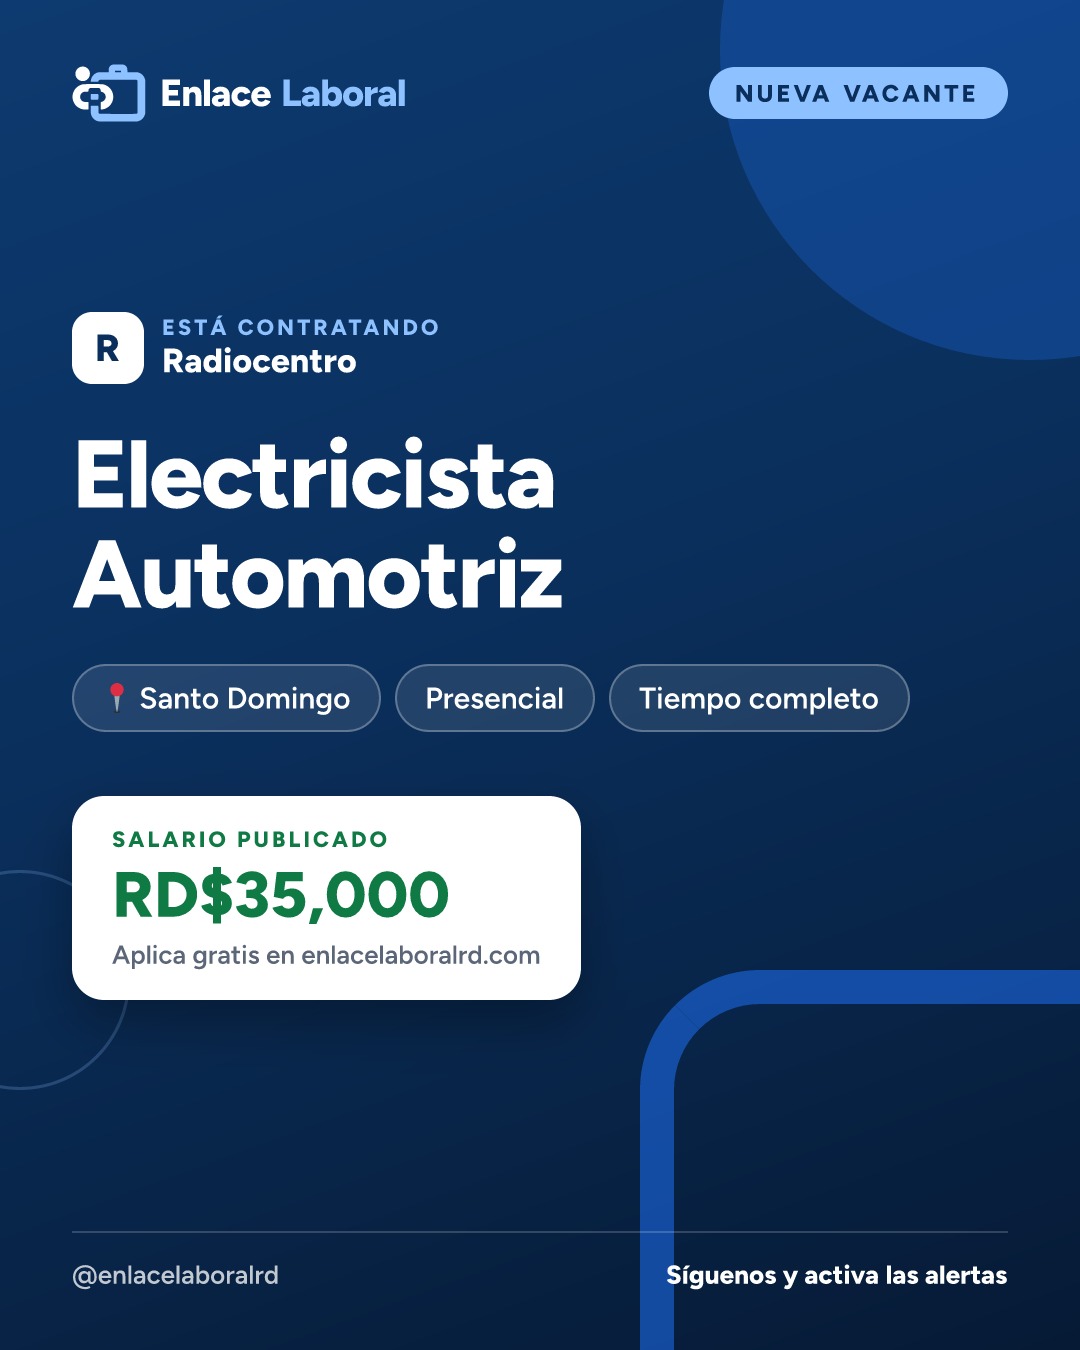 Enlace Laboral
NUEVA VACANTE
R
ESTÁ CONTRATANDO
Radiocentro
Electricista
Automotriz
📍 Santo Domingo
Presencial
Tiempo completo
SALARIO PUBLICADO
RD$35,000
Aplica gratis en enlacelaboralrd.com
@enlacelaboralrd
Síguenos y activa las alertas